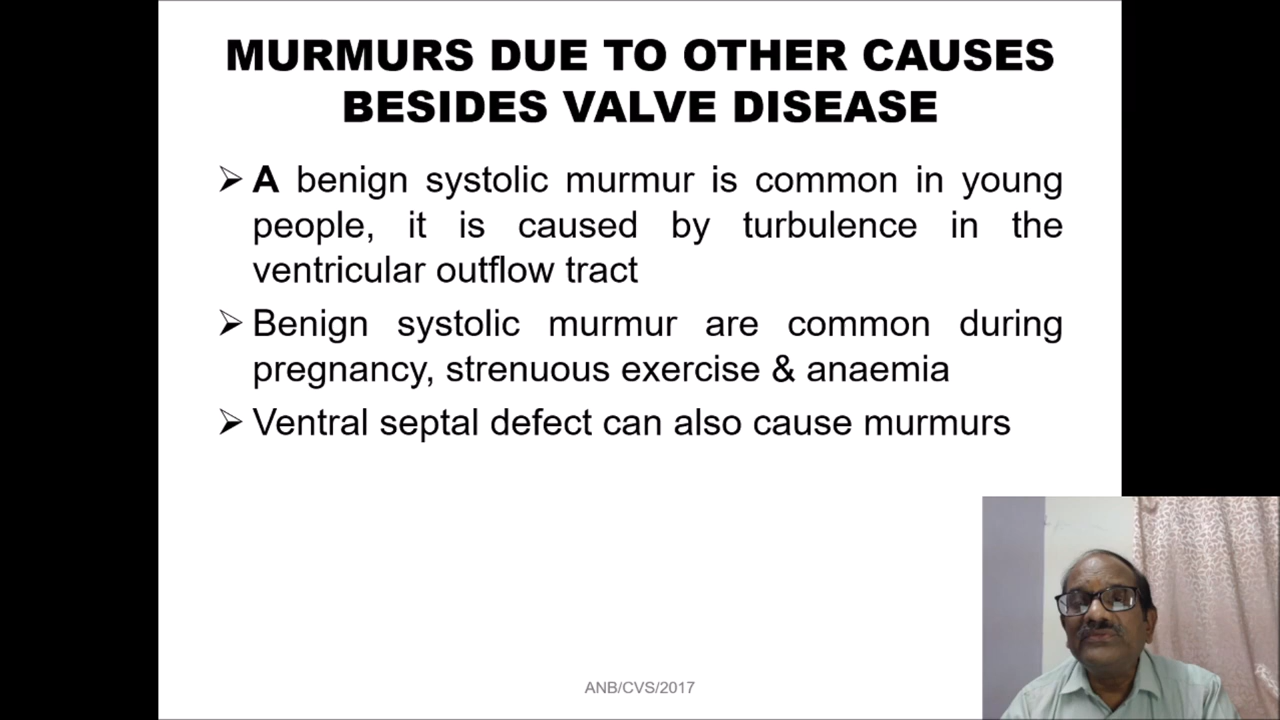 MURMURS DUE TO OTHER CAUSES
BESIDES VALVE DISEASE
➢ A benign systolic murmur is common in young
people, it is caused by turbulence in the
ventricular outflow tract
➢ Benign systolic murmur are common during
pregnancy, strenuous exercise & anaemia
➢ Ventral septal defect can also cause murmurs
ANB/CVS/2017